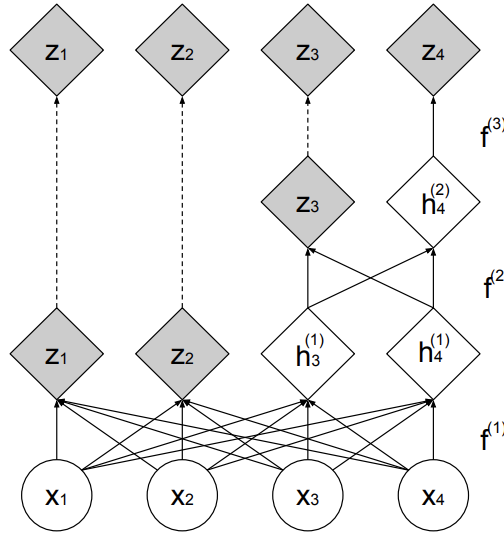 z1 z2 z3 z4
f(3)
z3 h4(2)
f(2
z1 z2 h3(1) h4(1)
f(1)
x1 x2 x3 x4